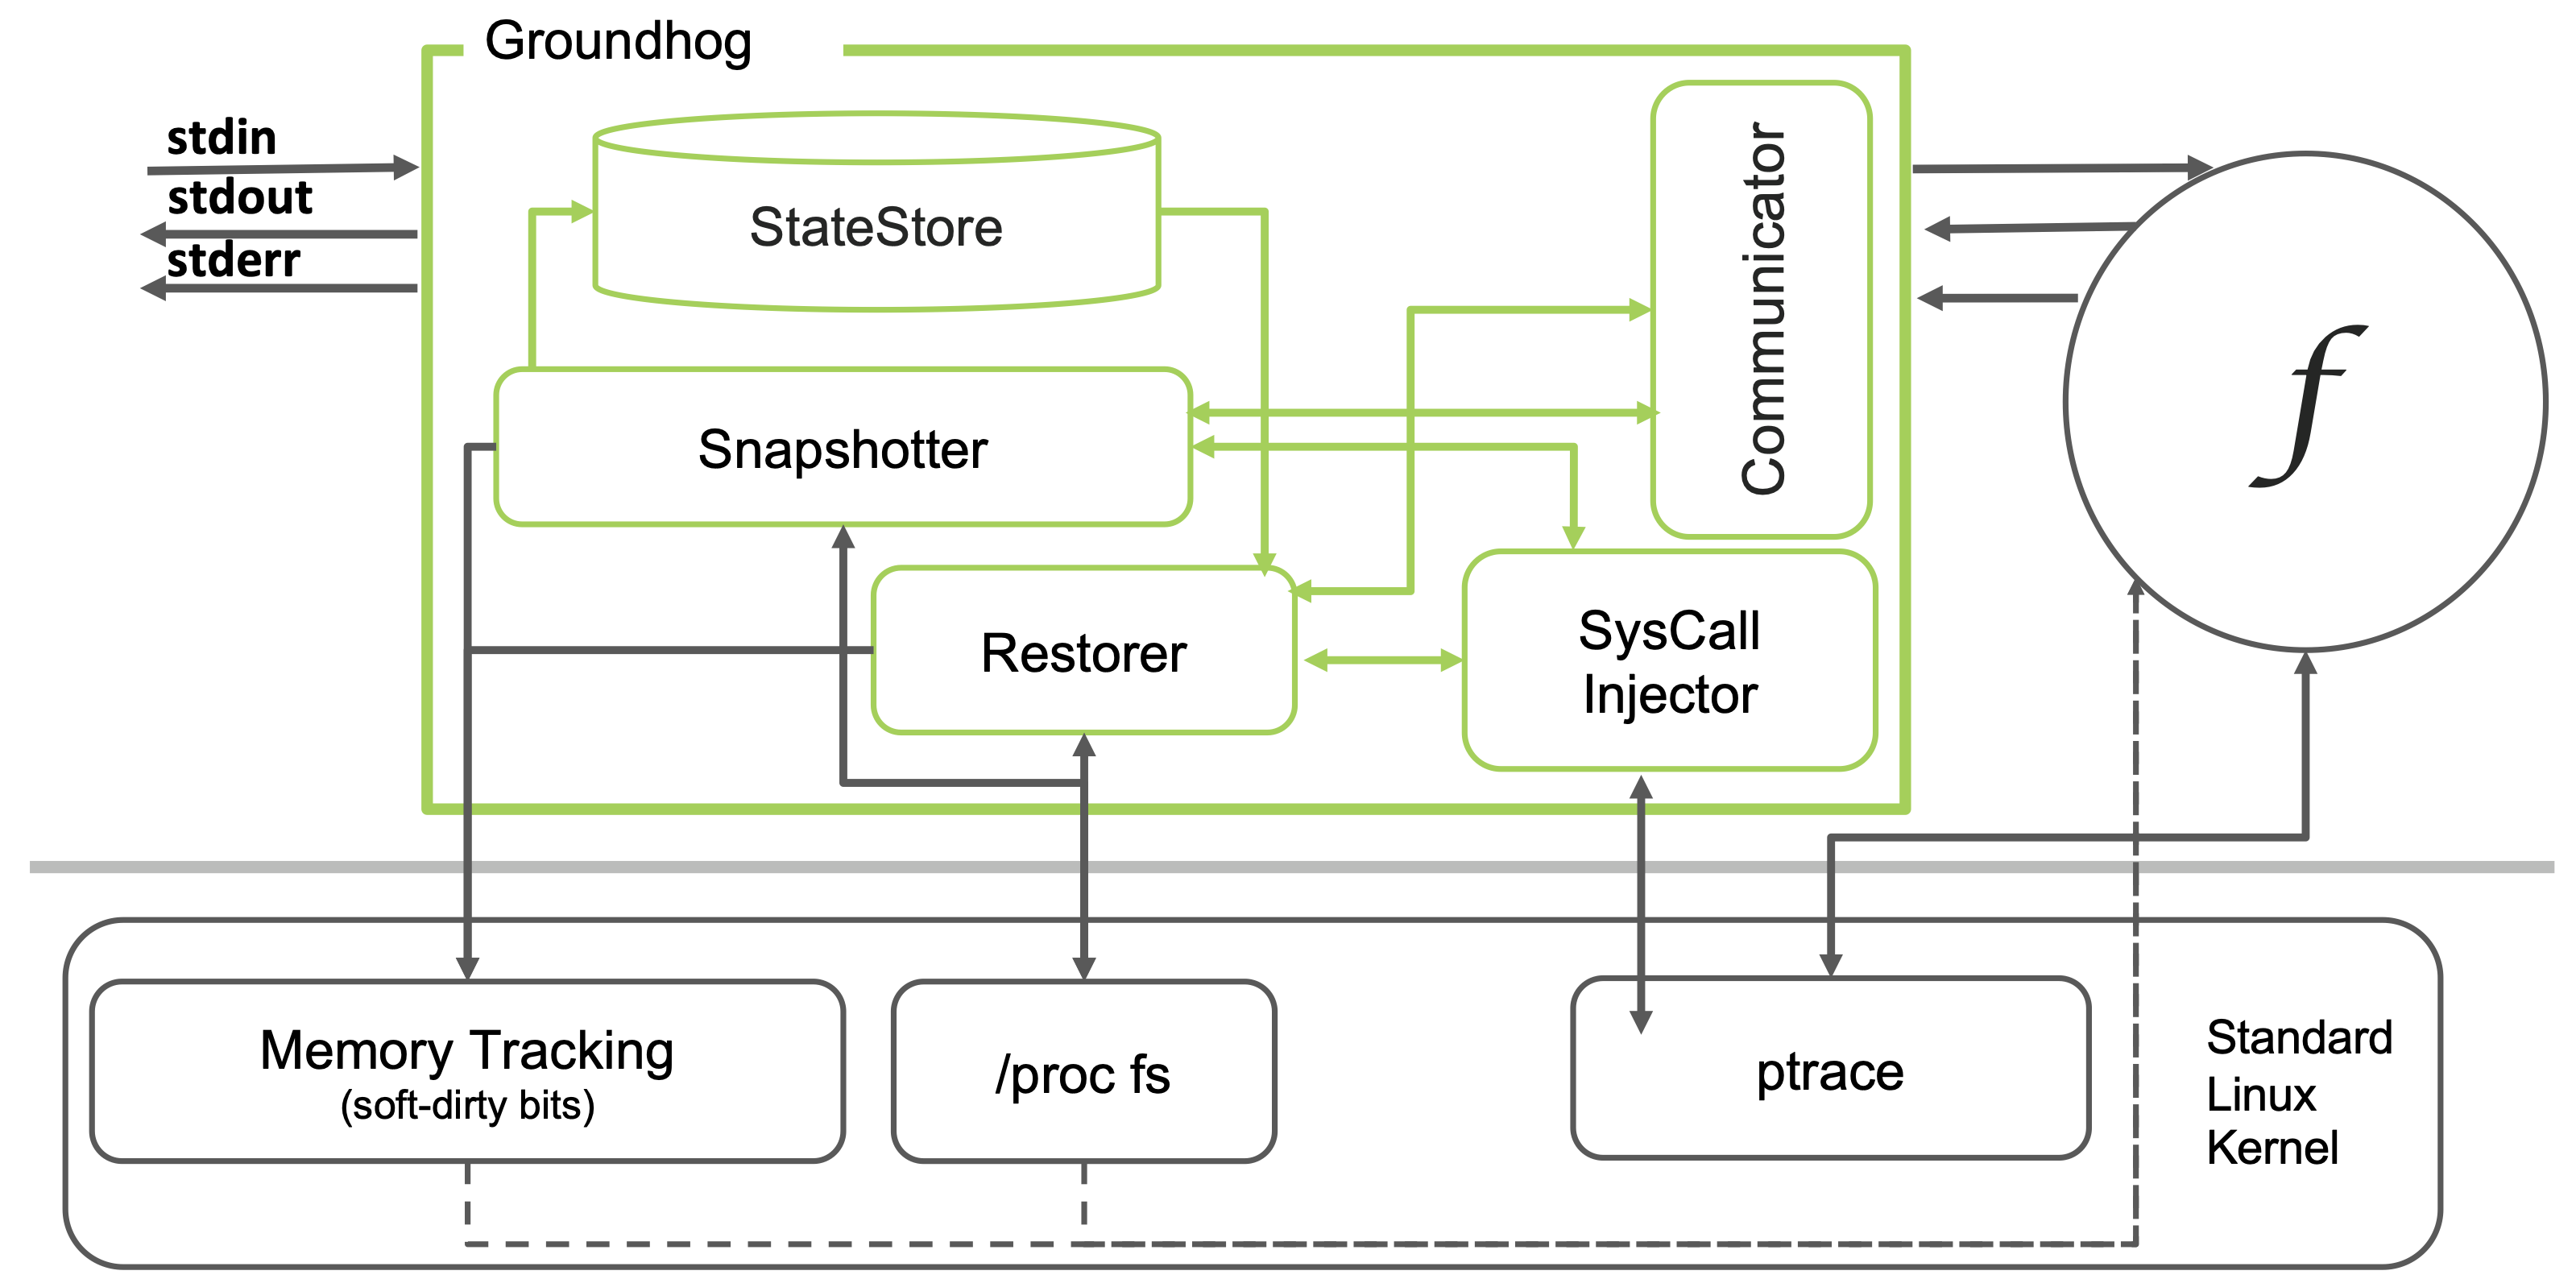 Groundhog
stdin
stdout
stderr
StateStore
Communicator
f
Snapshotter
Restorer
SysCall
Injector
Memory Tracking
(soft-dirty bits)
/proc fs
ptrace
Standard
Linux
Kernel